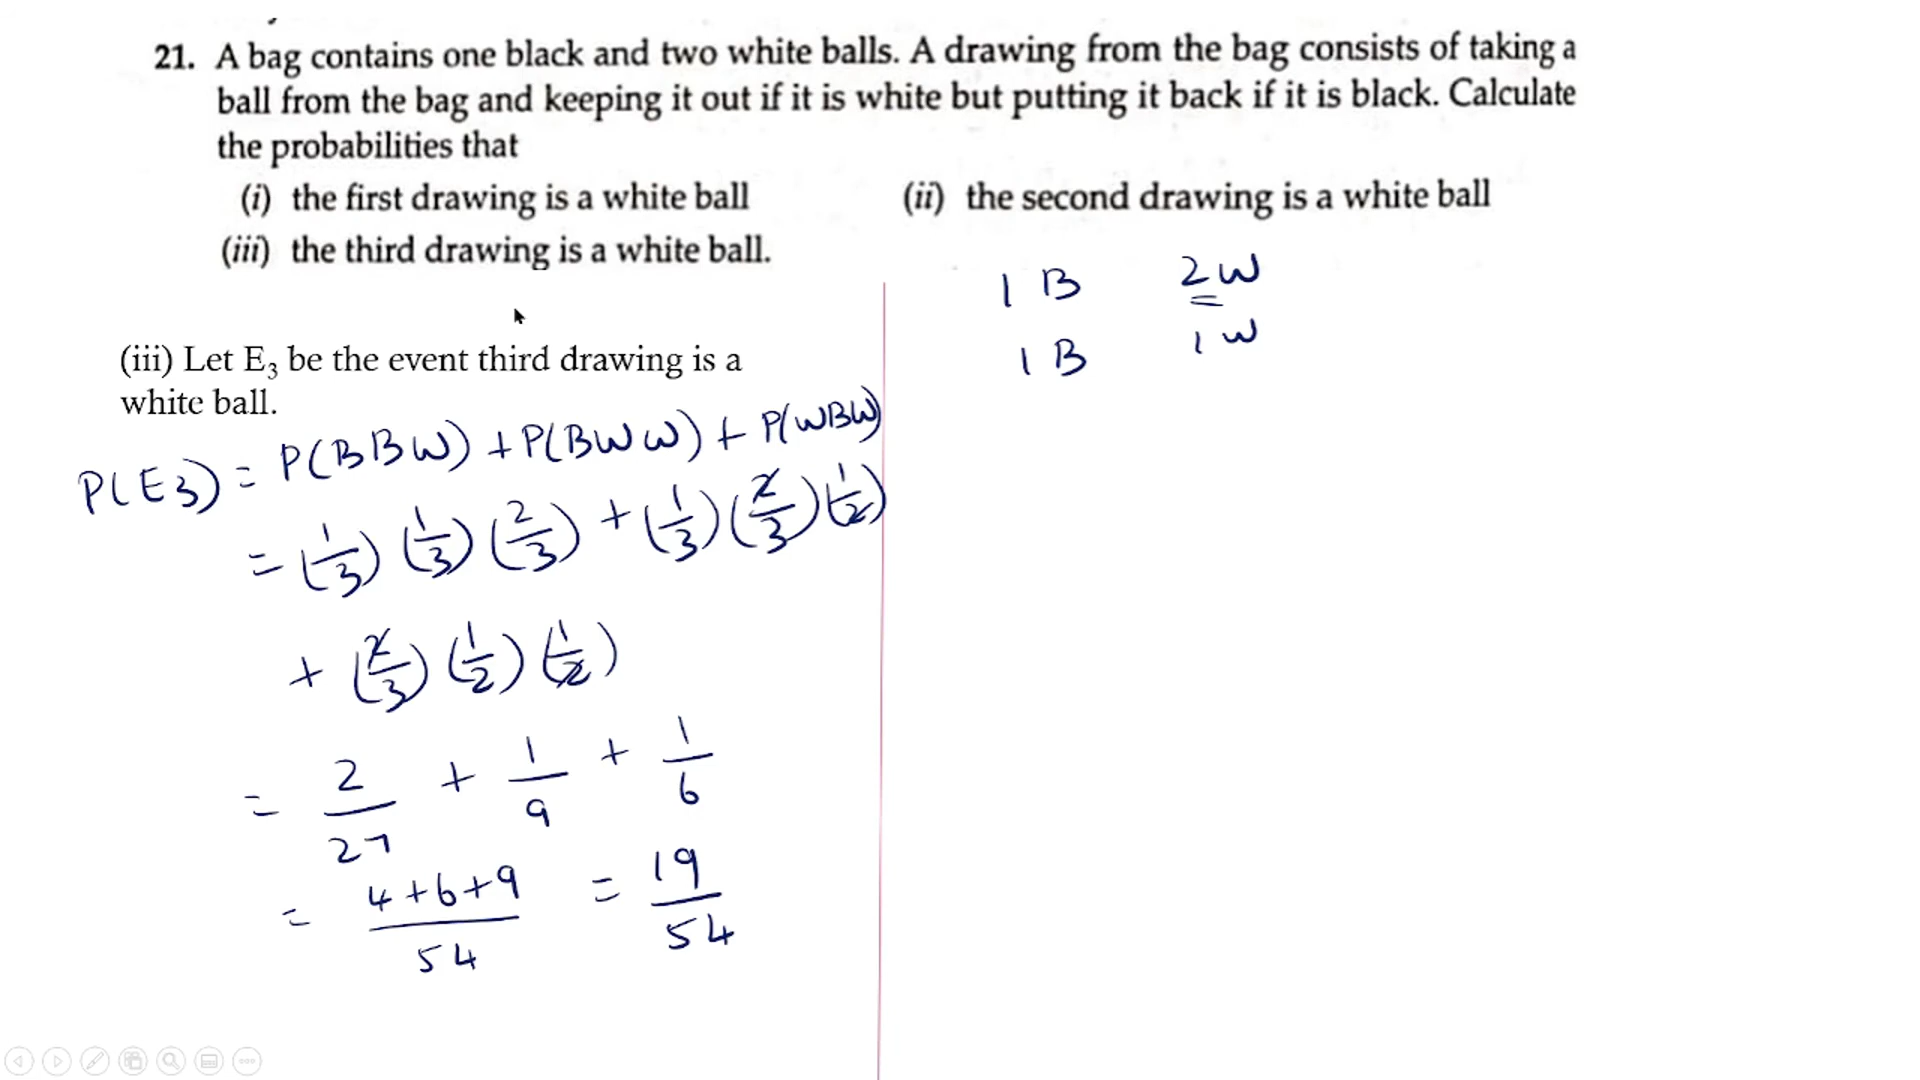 21. A bag contains one black and two white balls. A drawing from the bag consists of taking a
ball from the bag and keeping it out if it is white but putting it back if it is black. Calculate
the probabilities that
(i) the first drawing is a white ball (ii) the second drawing is a white ball
(iii) the third drawing is a white ball.
1 B 2 W
1 B 1 W
(iii) Let E₃ be the event third drawing is a
white ball.
P(E3) = P(BBW) + P(BWW) + P(WBW)
= (1/3) (1/3) (2/3) + (1/3) (2/3) (1/2)
+ (2/3) (1/2) (1/2)
= 2/27 + 1/9 + 1/6
= 4+6+9/54 = 19/54